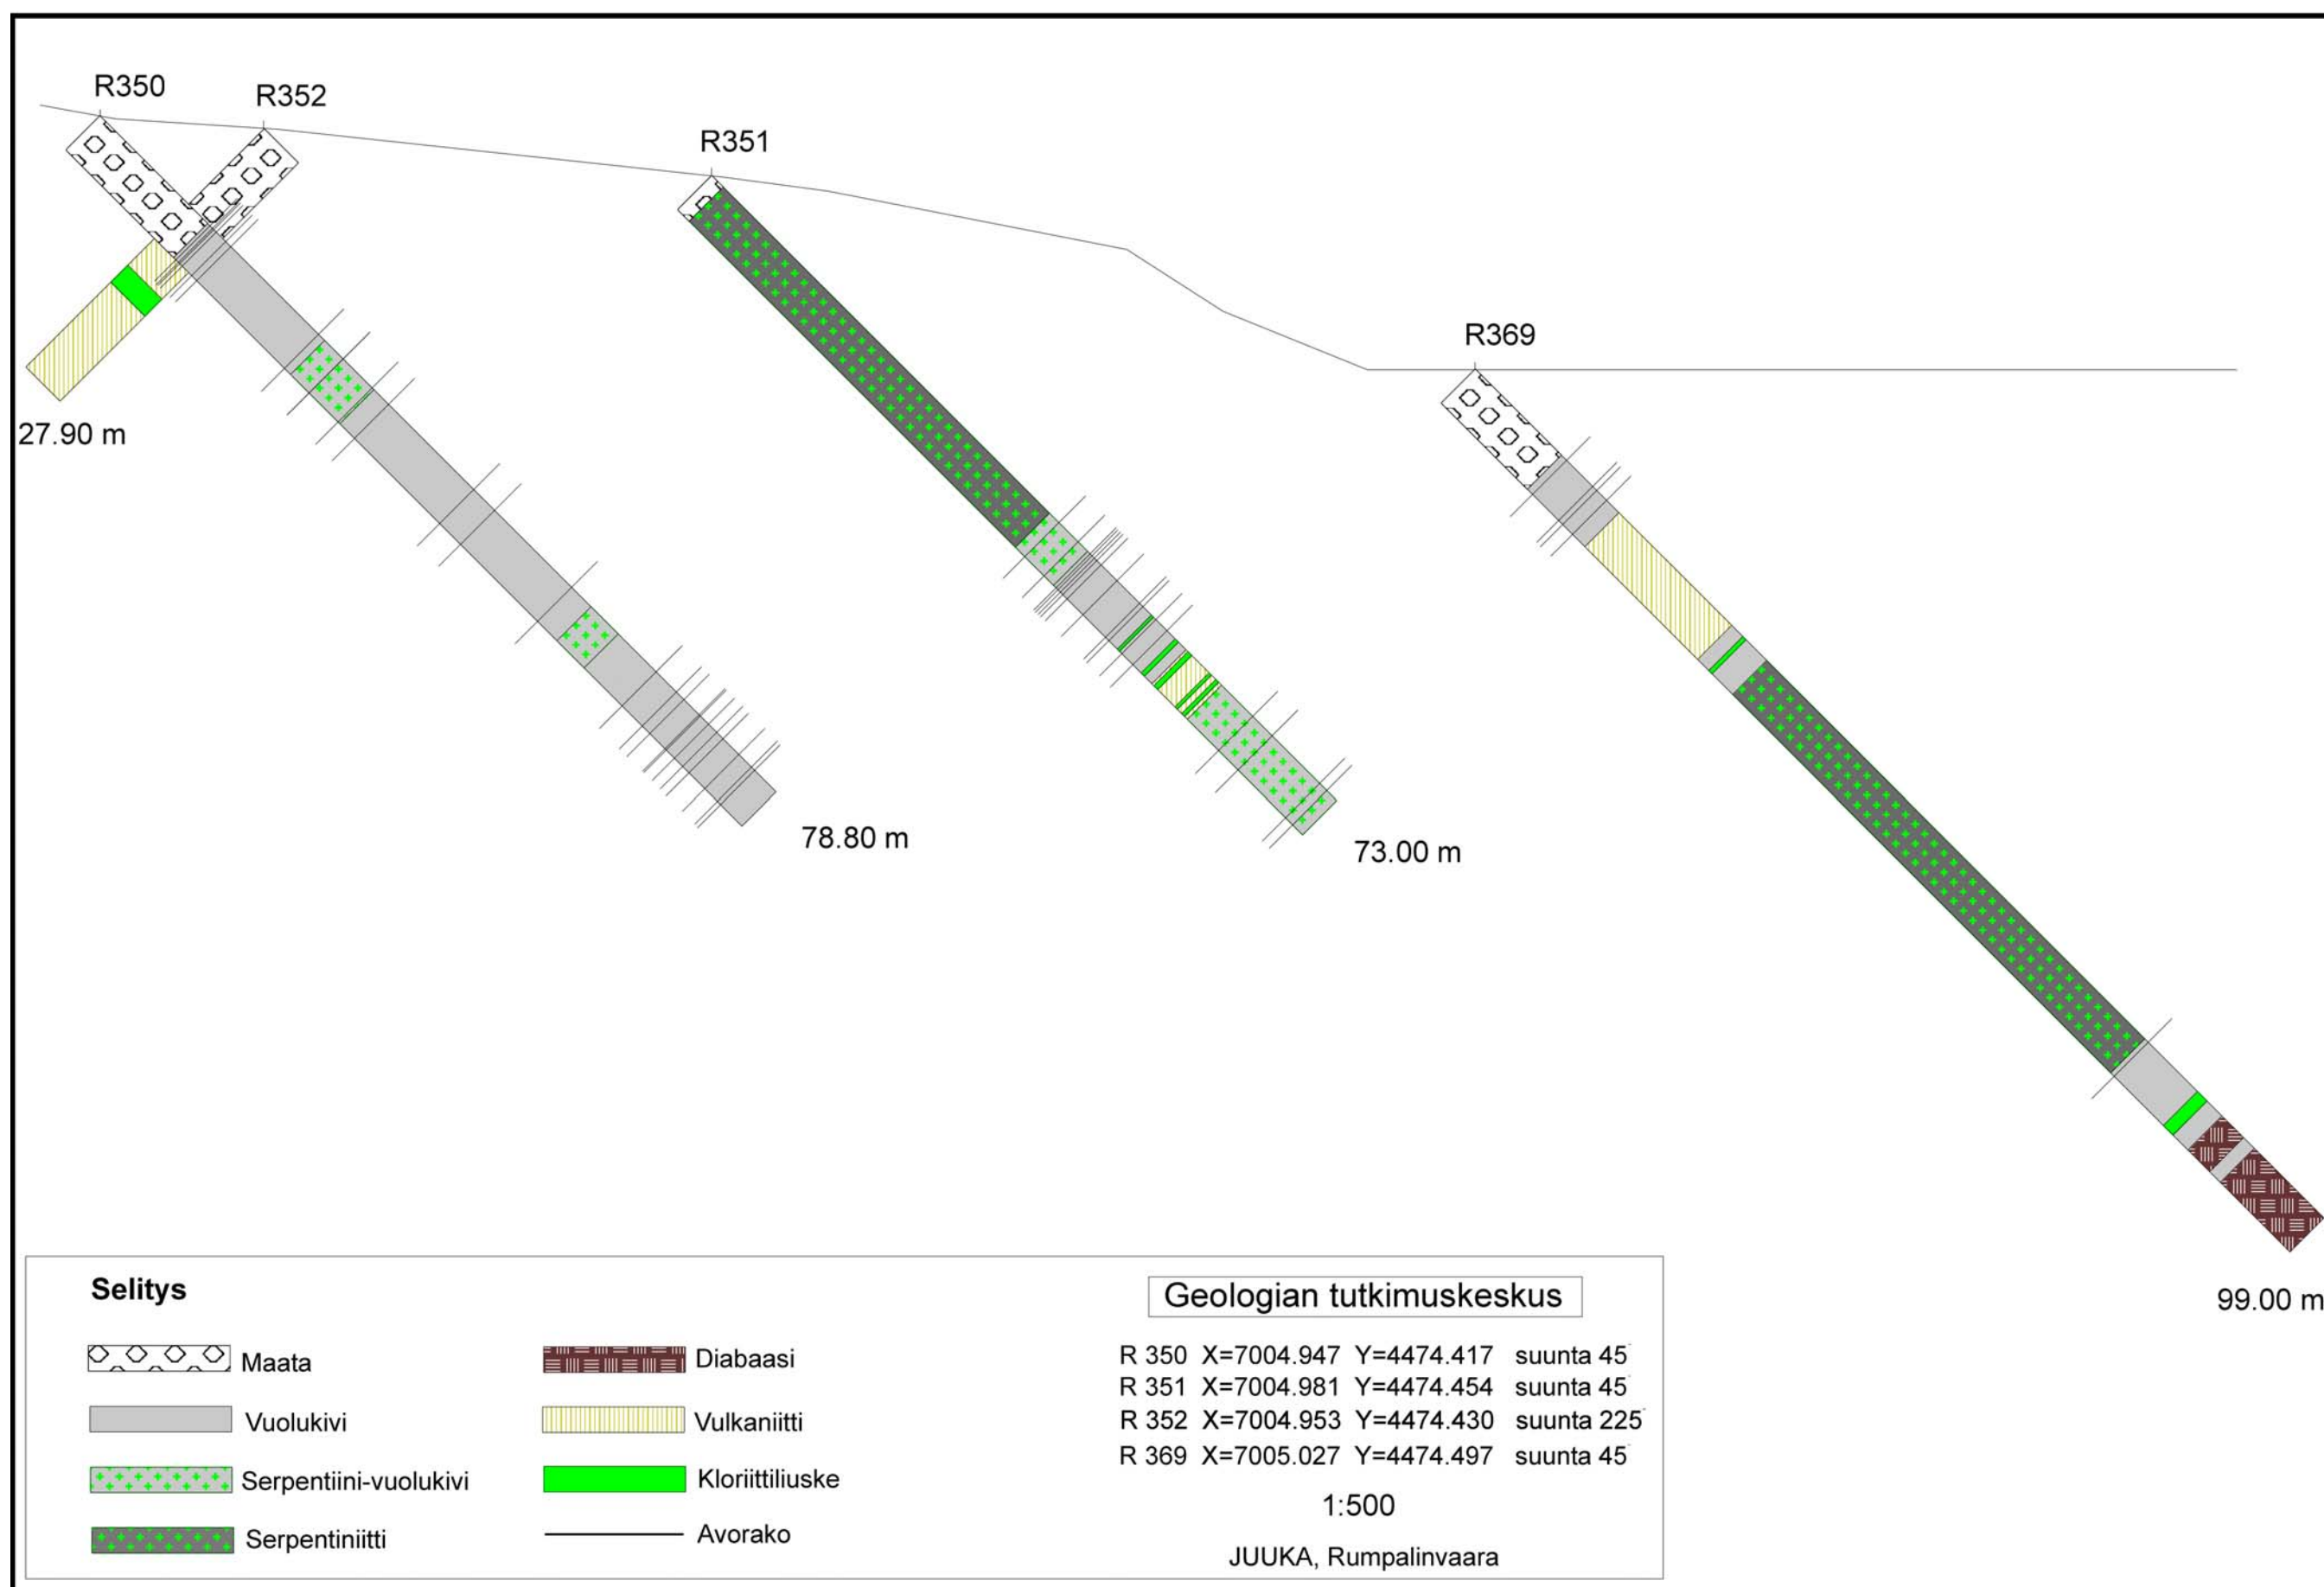 R350
R352
R351
R369
27.90 m
78.80 m
73.00 m
99.00 m
Selitys
Maata
Vuolukivi
Serpentiini-vuolukivi
Serpentiniitti
Diabaasi
Vulkaniitti
Kloriittiliuske
Avorako
Geologian tutkimuskeskus
R 350 X=7004.947 Y=4474.417 suunta 45°
R 351 X=7004.981 Y=4474.454 suunta 45°
R 352 X=7004.953 Y=4474.430 suunta 225°
R 369 X=7005.027 Y=4474.497 suunta 45°
1:500
JUUKA, Rumpalinvaara